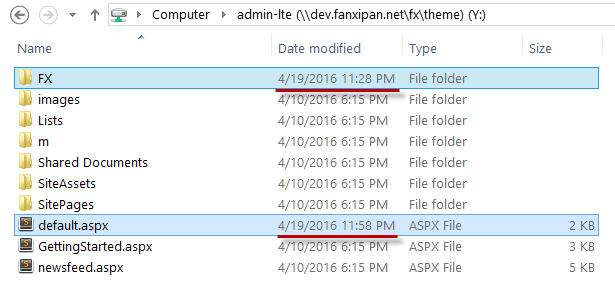 Computer admin-lte (\\dev.fanxipan.net\fx\theme) (Y:)
Name Date modified Type Size
FX 4/19/2016 11:28 PM File folder
images 4/10/2016 6:15 PM File folder
Lists 4/10/2016 6:15 PM File folder
m 4/10/2016 6:15 PM File folder
Shared Documents 4/10/2016 6:15 PM File folder
SiteAssets 4/10/2016 6:15 PM File folder
SitePages 4/10/2016 6:15 PM File folder
default.aspx 4/19/2016 11:58 PM ASPX File 2 KB
GettingStarted.aspx 4/10/2016 6:15 PM ASPX File 3 KB
newsfeed.aspx 4/10/2016 6:15 PM ASPX File 5 KB